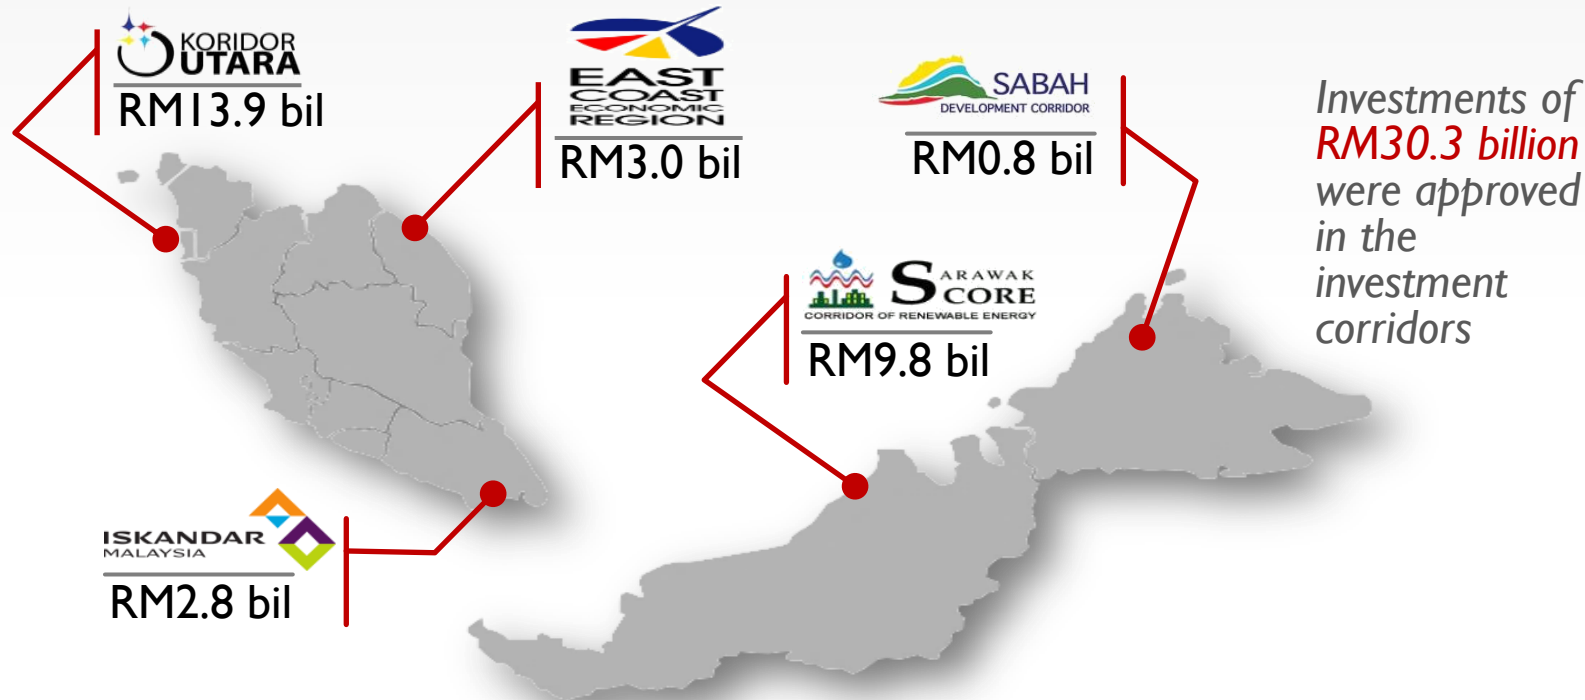 KORIDOR
UTARA
RM13.9 bil
EAST
COAST
ECONOMIC
REGION
RM3.0 bil
SABAH
DEVELOPMENT CORRIDOR
RM0.8 bil
Investments of
RM30.3 billion
were approved
in the
investment
corridors
SARAWAK
SCORE
CORRIDOR OF RENEWABLE ENERGY
RM9.8 bil
ISKANDAR
MALAYSIA
RM2.8 bil